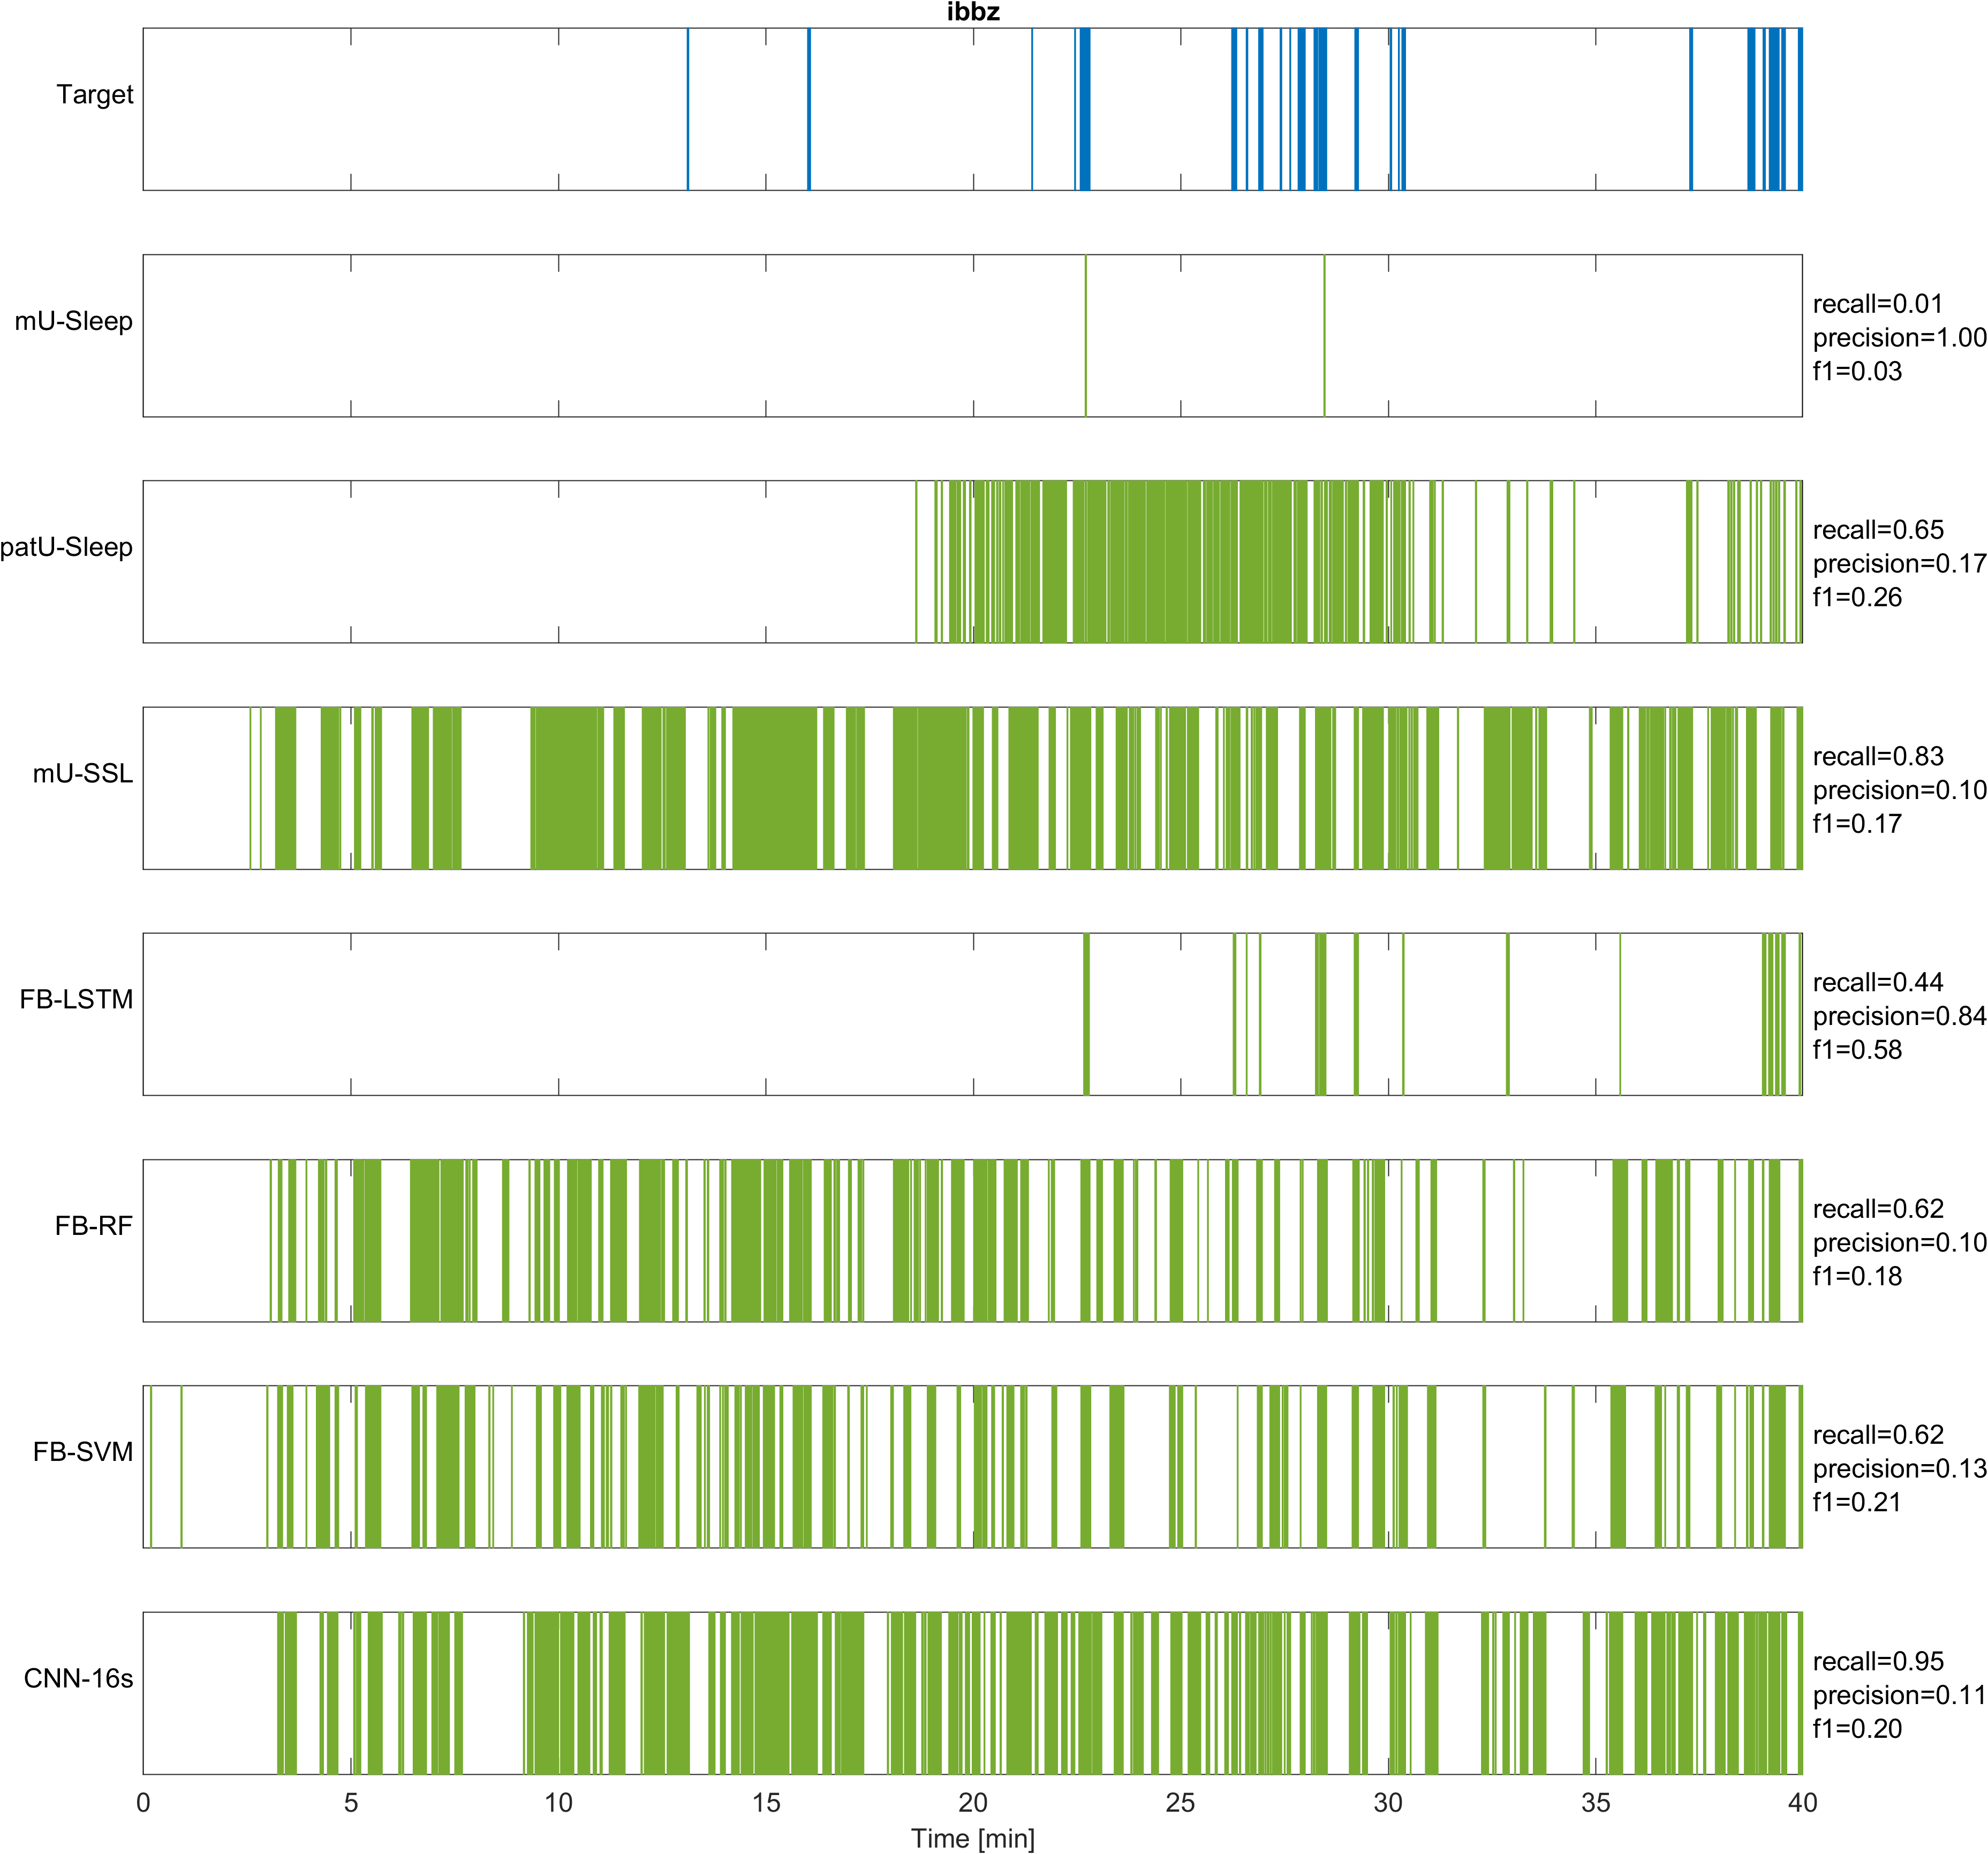 ibbz
Target
mU-Sleep
recall=0.01
precision=1.00
f1=0.03
patU-Sleep
recall=0.65
precision=0.17
f1=0.26
mU-SSL
recall=0.83
precision=0.10
f1=0.17
FB-LSTM
recall=0.44
precision=0.84
f1=0.58
FB-RF
recall=0.62
precision=0.10
f1=0.18
FB-SVM
recall=0.62
precision=0.13
f1=0.21
CNN-16s
recall=0.95
precision=0.11
f1=0.20
0 5 10 15 20 25 30 35 40
Time [min]